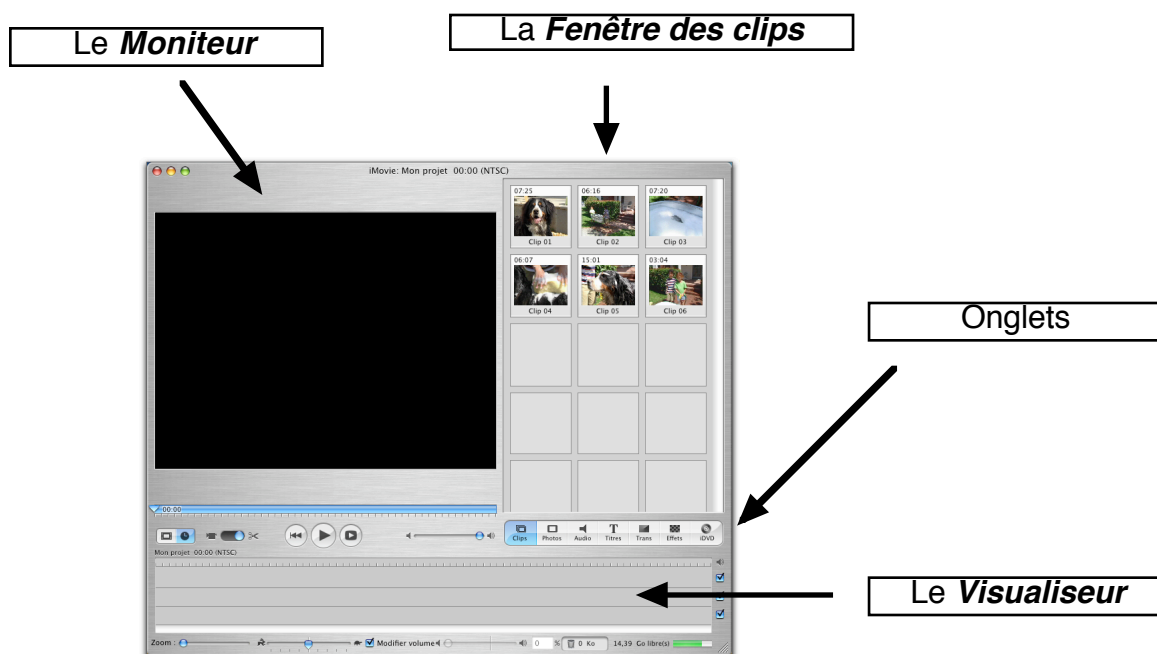 Le Moniteur
La Fenêtre des clips
iMovie: Mon projet 00:00 (NTSC)
07:25 06:16 07:20
Clip 01 Clip 02 Clip 03
06:07 15:01 03:04
Clip 04 Clip 05 Clip 06
Onglets
00:00
Clips Photos Audio Titres Trans Effets iDVD
Mon projet 00:00 (NTSC)
Le Visualiseur
Zoom : Modifier volume 0 % 0 Ko 14,39 Go libre(s)